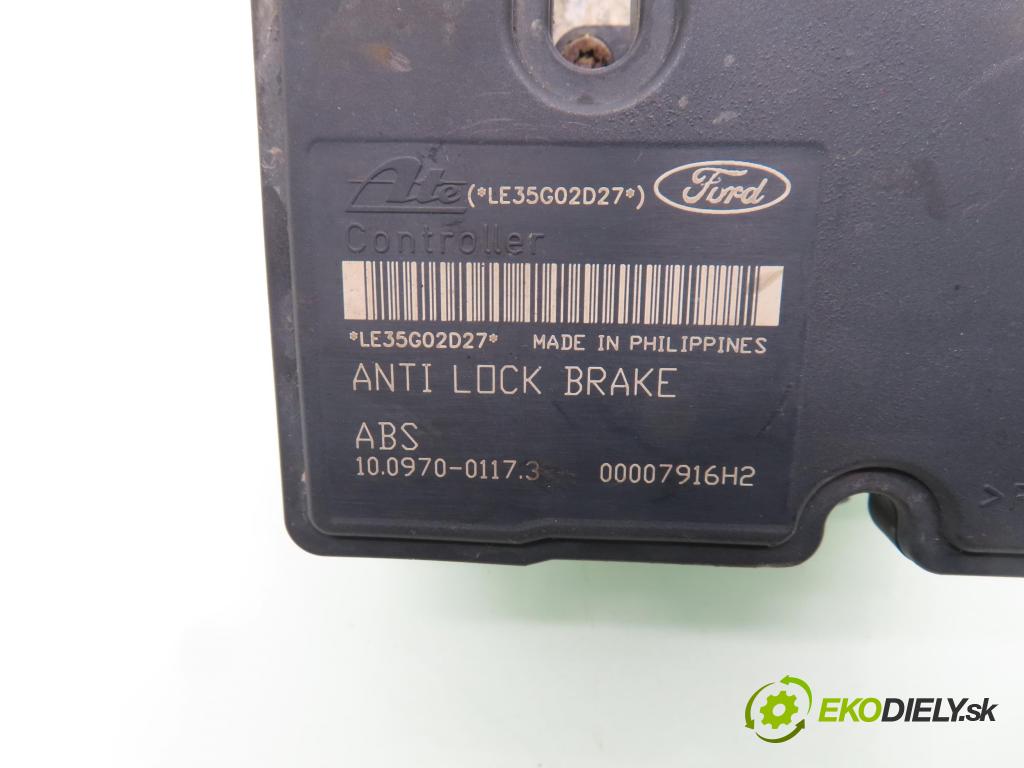 Ate (*LE35G02D27*) Ford
Controller
*LE35G02D27* MADE IN PHILIPPINES
ANTI LOCK BRAKE
ABS
10.0970-0117.3 00007916H2
EKODIELY.sk